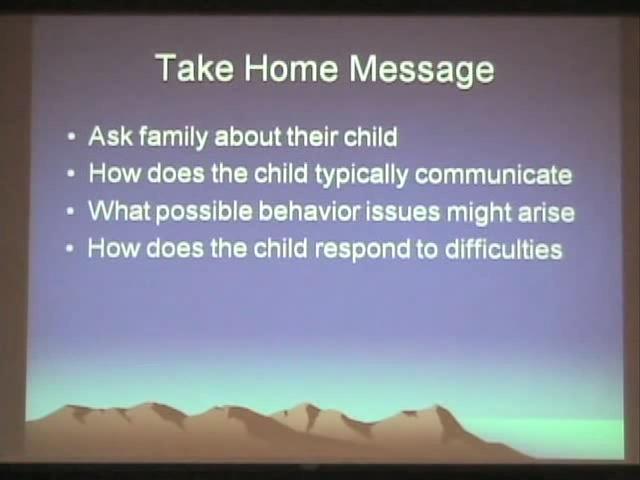 Take Home Message
• Ask family about their child
• How does the child typically communicate
• What possible behavior issues might arise
• How does the child respond to difficulties